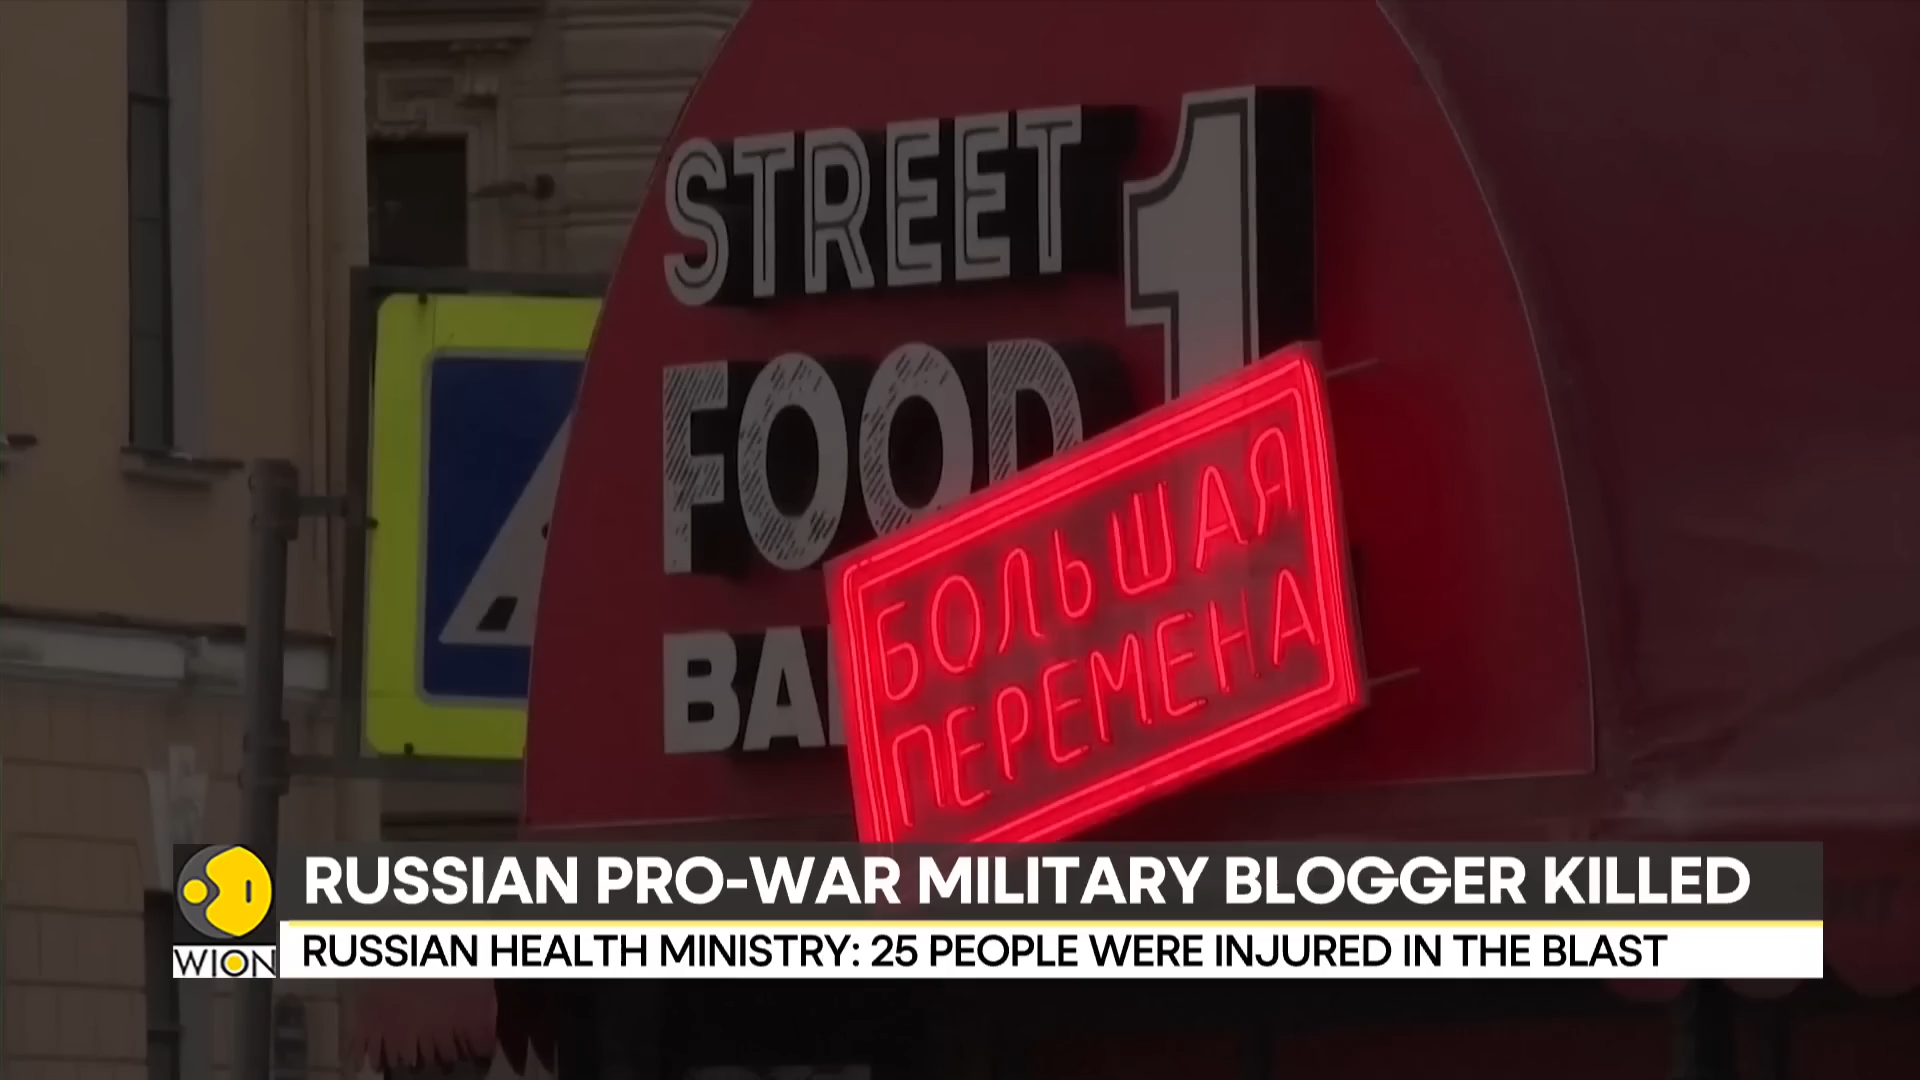 STREET 1
FOOD
БОЛЬШАЯ
ПЕРЕМЕНА
RUSSIAN PRO-WAR MILITARY BLOGGER KILLED
RUSSIAN HEALTH MINISTRY: 25 PEOPLE WERE INJURED IN THE BLAST
WION